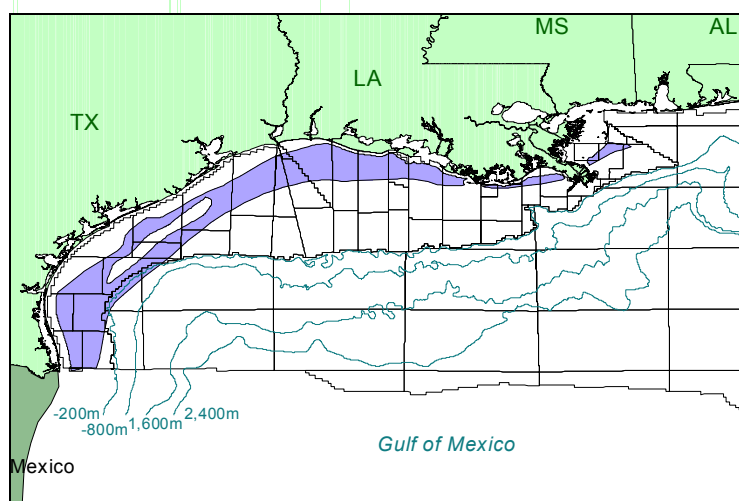 MS
AL
LA
TX
-200m
-800m
1,600m
2,400m
Gulf of Mexico
Mexico